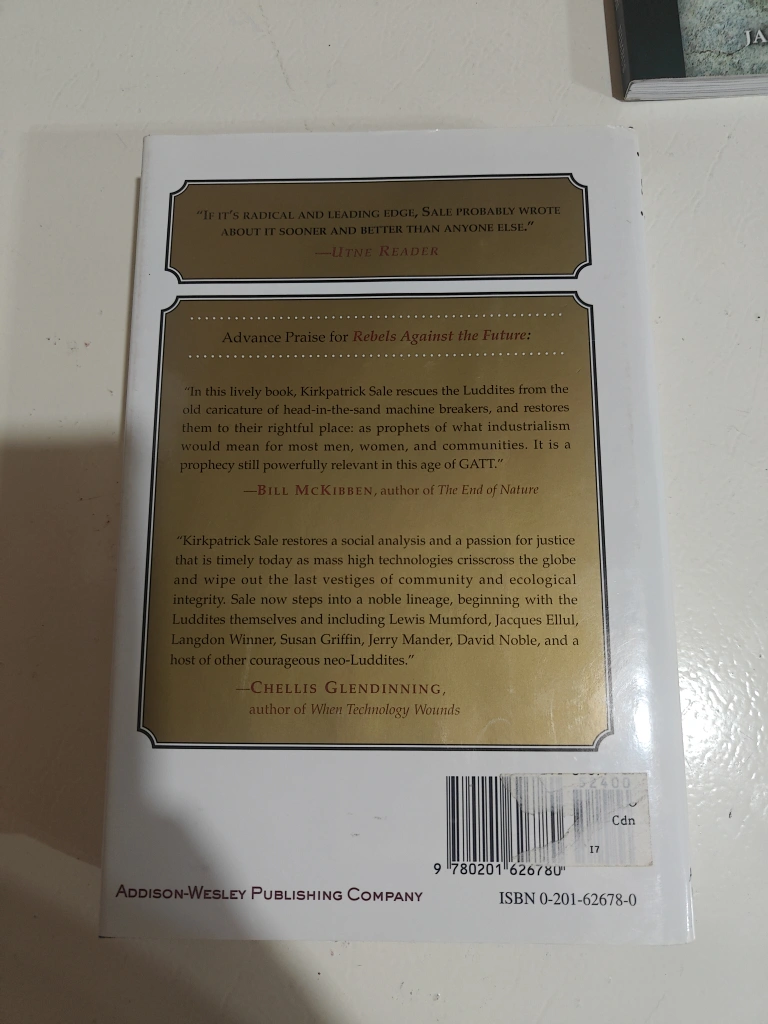 JA
"IF IT'S RADICAL AND LEADING EDGE, SALE PROBABLY WROTE
ABOUT IT SOONER AND BETTER THAN ANYONE ELSE."
—UTNE READER
Advance Praise for Rebels Against the Future:
"In this lively book, Kirkpatrick Sale rescues the Luddites from the
old caricature of head-in-the-sand machine breakers, and restores
them to their rightful place: as prophets of what industrialism
would mean for most men, women, and communities. It is a
prophecy still powerfully relevant in this age of GATT."
—BILL MCKIBBEN, author of The End of Nature
"Kirkpatrick Sale restores a social analysis and a passion for justice
that is timely today as mass high technologies crisscross the globe
and wipe out the last vestiges of community and ecological
integrity. Sale now steps into a noble lineage, beginning with the
Luddites themselves and including Lewis Mumford, Jacques Ellul,
Langdon Winner, Susan Griffin, Jerry Mander, David Noble, and a
host of other courageous neo-Luddites."
—CHELLIS GLENDINNING,
author of When Technology Wounds
52400
Cdn
I7
9 780201 626780
ADDISON-WESLEY PUBLISHING COMPANY
ISBN 0-201-62678-0